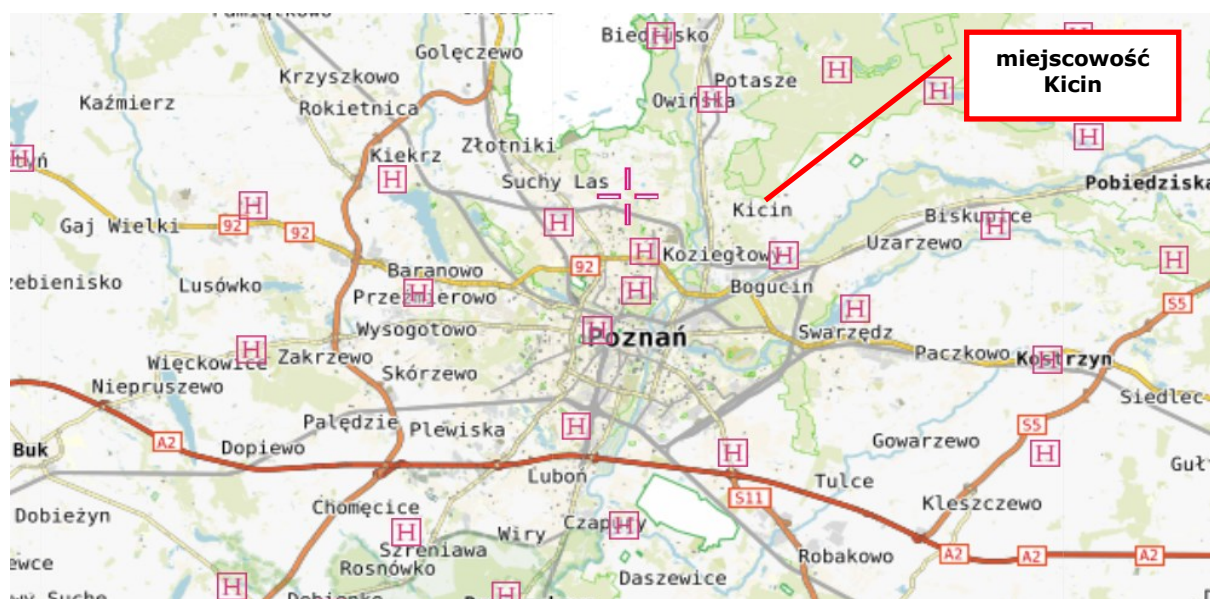 Golęczewo
Biedrusko
miejscowość
Kicin
Krzyszkowo
Potasze
Kaźmierz
Rokietnica
Owińska
Złotniki
Kiekrz
Suchy Las
Pobiedziska
Kicin
Biskupice
Gaj Wielki
92
92
Uzarzewo
Koziegłowy
92
Baranowo
Lusówko
Bogucin
Przeźmierowo
S5
Wysogotowo
Poznań
Swarzędz
Więckowice
Zakrzewo
Paczkowo
Kostrzyn
Skórzewo
Niepruszewo
Siedlec
Palędzie
Plewiska
S5
A2
Dopiewo
Gowarzewo
Buk
Luboń
Tulce
S11
Chomęcice
Kleszczewo
Dobieżyn
Wiry
Czapury
Szreniawa
Robakowo
A2
A2
A2
Rosnówko
Daszewice